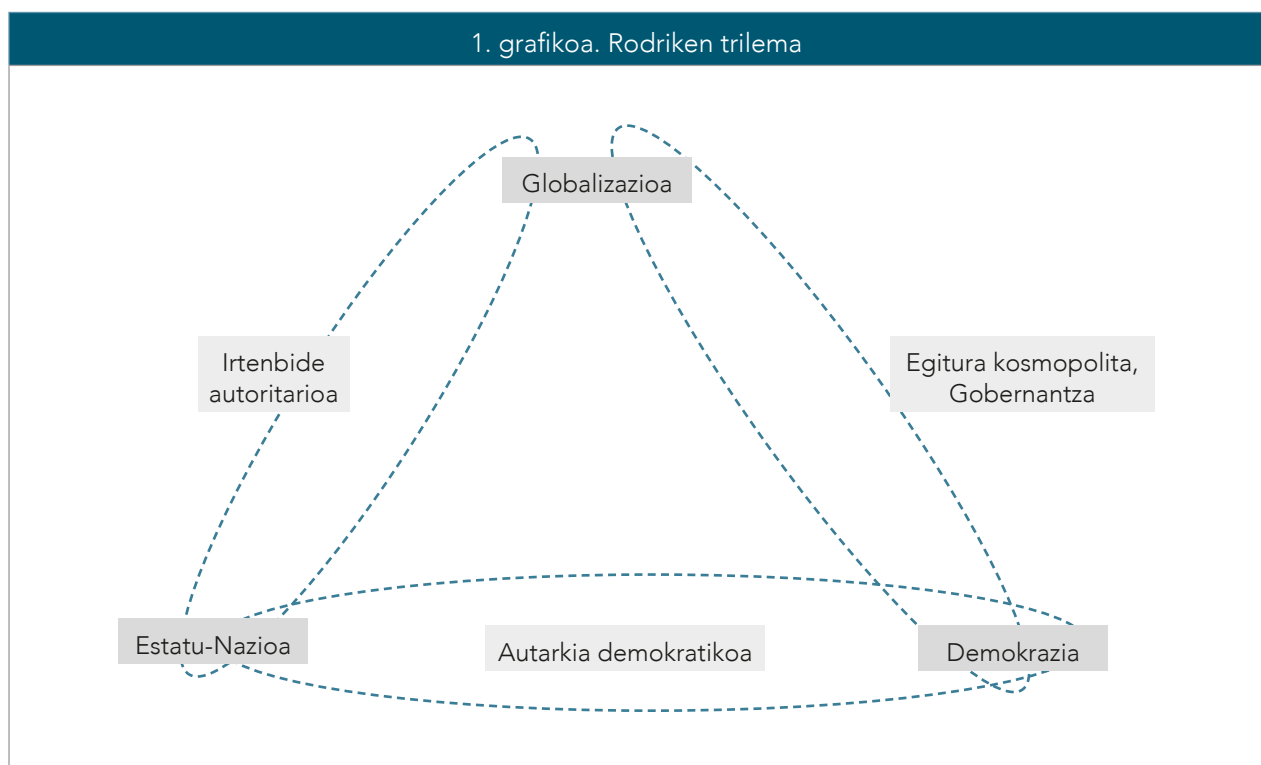 1. grafikoa. Rodriken trilema
Globalizazioa
Irtenbide
autoritarioa
Egitura kosmopolita,
Gobernantza
Estatu-Nazioa
Autarkia demokratikoa
Demokrazia